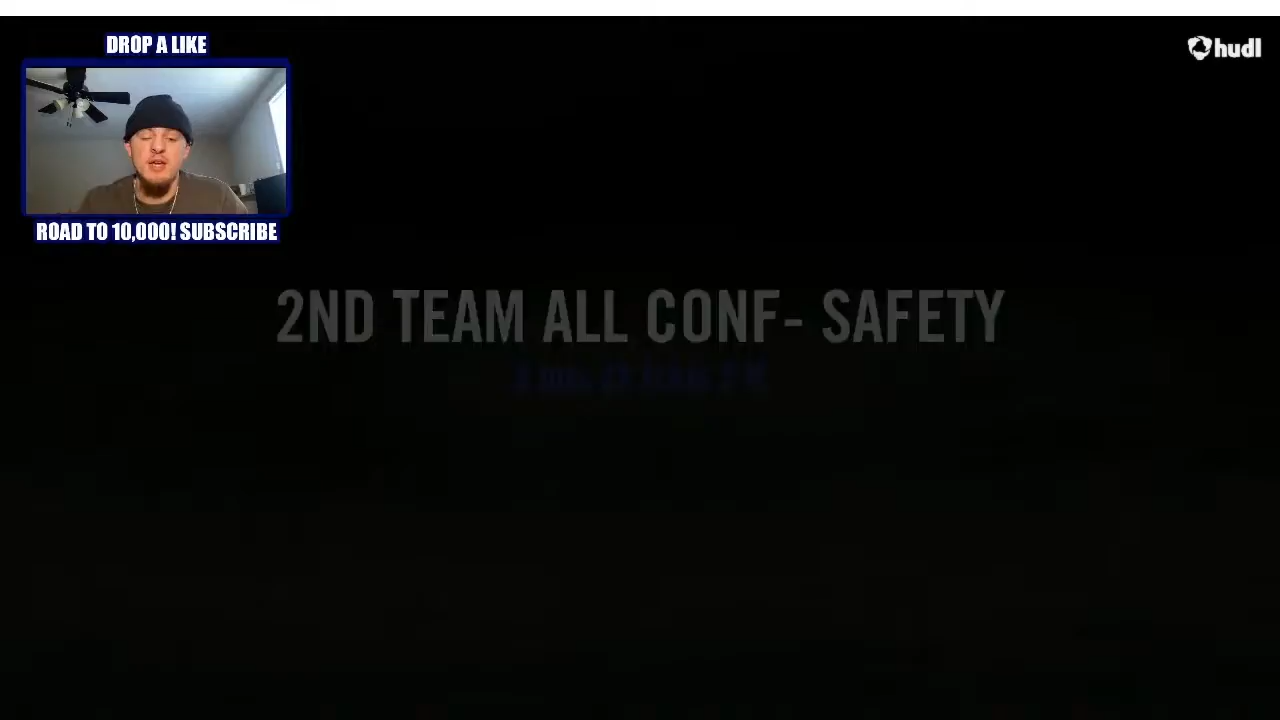 DROP A LIKE
hudl
ROAD TO 10,000! SUBSCRIBE
2ND TEAM ALL CONF- SAFETY